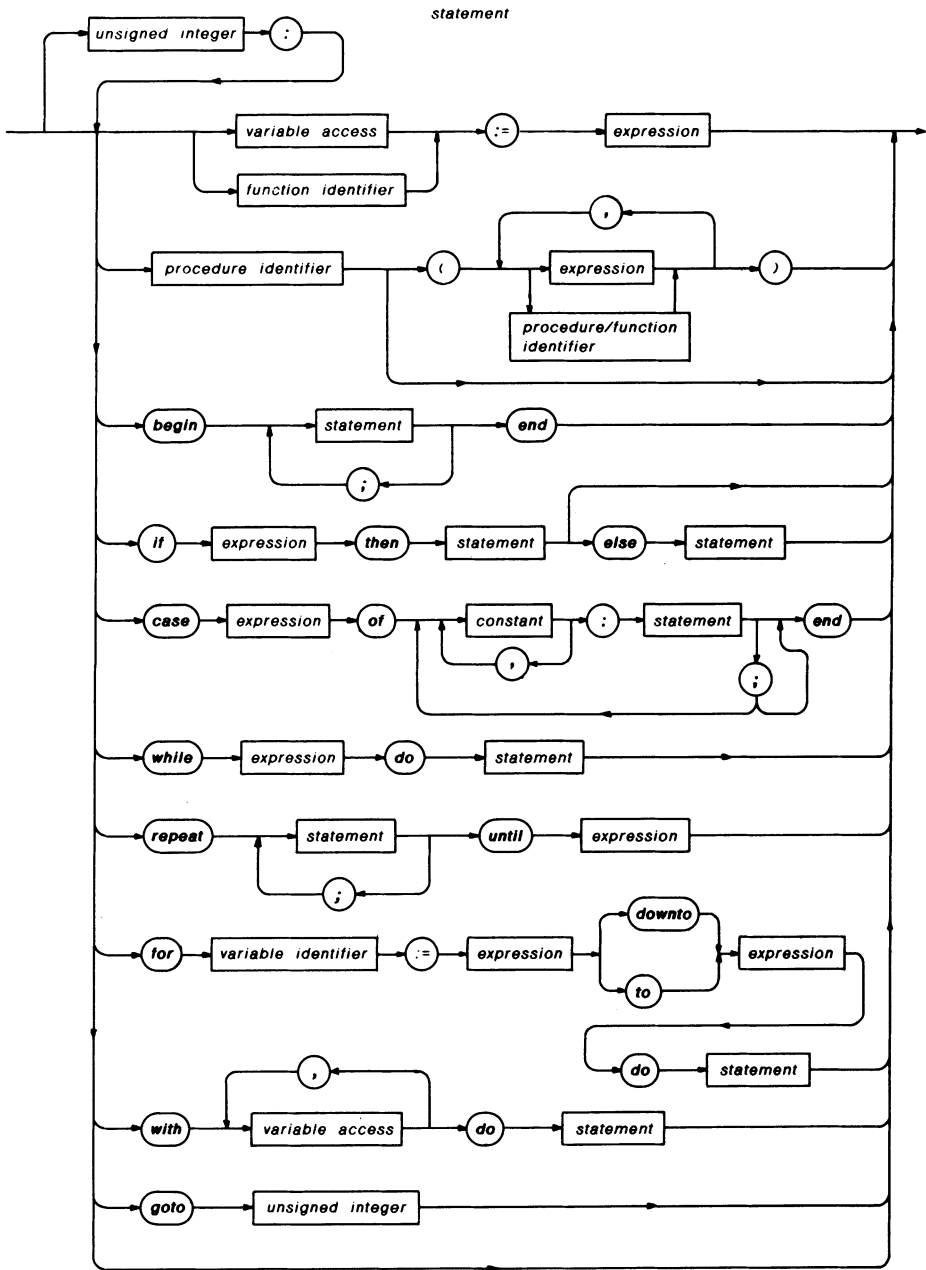 statement
unsigned integer :
variable access := expression
function identifier
,
procedure identifier ( expression )
procedure/function
identifier
begin statement end
;
if expression then statement else statement
case expression of constant : statement end
,
;
while expression do statement
repeat statement until expression
;
downto
for variable identifier := expression expression
to
do statement
,
with variable access do statement
goto unsigned integer